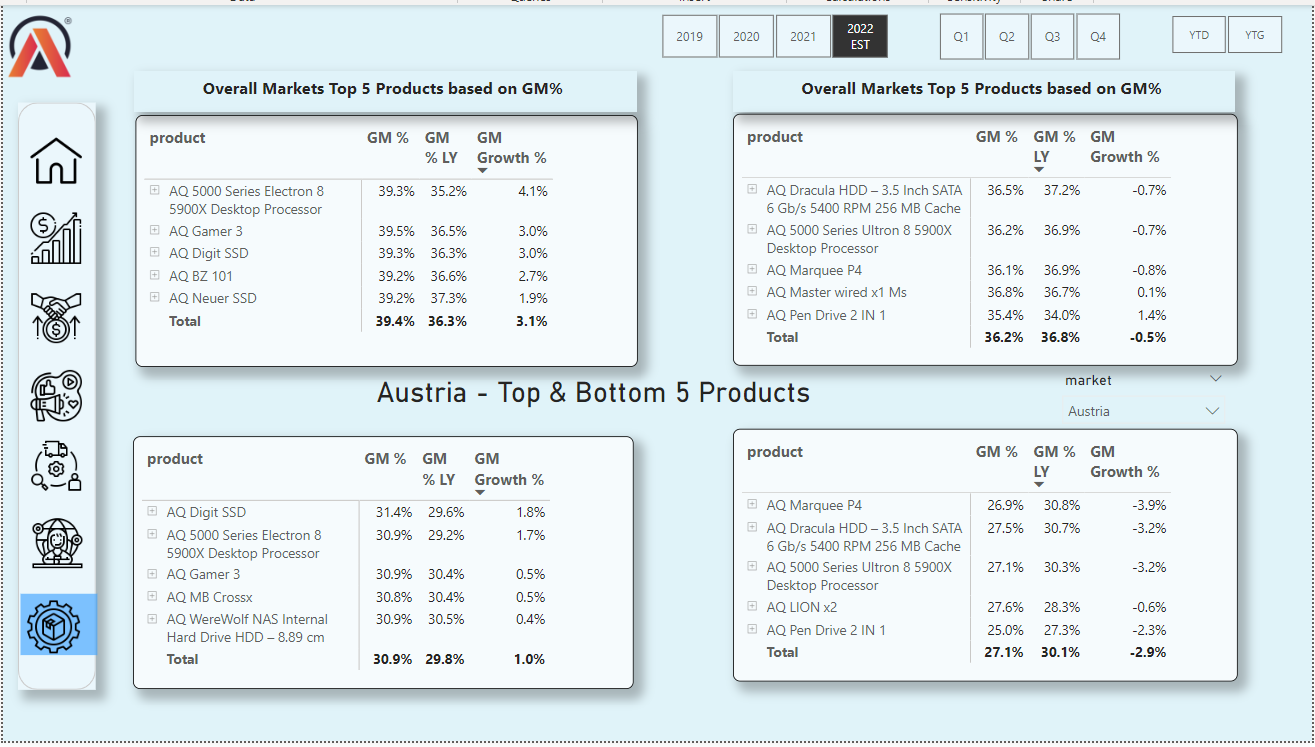 2019 2020 2021 2022 EST Q1 Q2 Q3 Q4 YTD YTG
Overall Markets Top 5 Products based on GM%
product GM % GM % LY GM Growth %
AQ 5000 Series Electron 8 5900X Desktop Processor 39.3% 35.2% 4.1%
AQ Gamer 3 39.5% 36.5% 3.0%
AQ Digit SSD 39.3% 36.3% 3.0%
AQ BZ 101 39.2% 36.6% 2.7%
AQ Neuer SSD 39.2% 37.3% 1.9%
Total 39.4% 36.3% 3.1%
Overall Markets Top 5 Products based on GM%
product GM % GM % LY GM Growth %
AQ Dracula HDD – 3.5 Inch SATA 6 Gb/s 5400 RPM 256 MB Cache 36.5% 37.2% -0.7%
AQ 5000 Series Ultron 8 5900X Desktop Processor 36.2% 36.9% -0.7%
AQ Marquee P4 36.1% 36.9% -0.8%
AQ Master wired x1 Ms 36.8% 36.7% 0.1%
AQ Pen Drive 2 IN 1 35.4% 34.0% 1.4%
Total 36.2% 36.8% -0.5%
Austria - Top & Bottom 5 Products
market
Austria
product GM % GM % LY GM Growth %
AQ Digit SSD 31.4% 29.6% 1.8%
AQ 5000 Series Electron 8 5900X Desktop Processor 30.9% 29.2% 1.7%
AQ Gamer 3 30.9% 30.4% 0.5%
AQ MB Crossx 30.8% 30.4% 0.5%
AQ WereWolf NAS Internal Hard Drive HDD – 8.89 cm 30.9% 30.5% 0.4%
Total 30.9% 29.8% 1.0%
product GM % GM % LY GM Growth %
AQ Marquee P4 26.9% 30.8% -3.9%
AQ Dracula HDD – 3.5 Inch SATA 6 Gb/s 5400 RPM 256 MB Cache 27.5% 30.7% -3.2%
AQ 5000 Series Ultron 8 5900X Desktop Processor 27.1% 30.3% -3.2%
AQ LION x2 27.6% 28.3% -0.6%
AQ Pen Drive 2 IN 1 25.0% 27.3% -2.3%
Total 27.1% 30.1% -2.9%